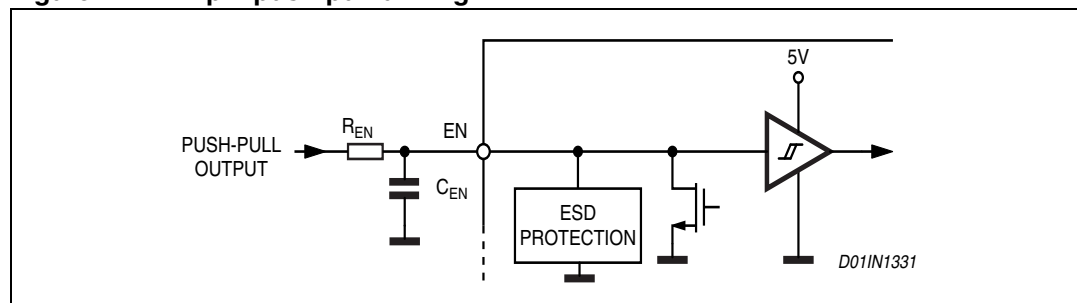 5V
R_EN
EN
PUSH-PULL
OUTPUT
C_EN
ESD
PROTECTION
D01IN1331